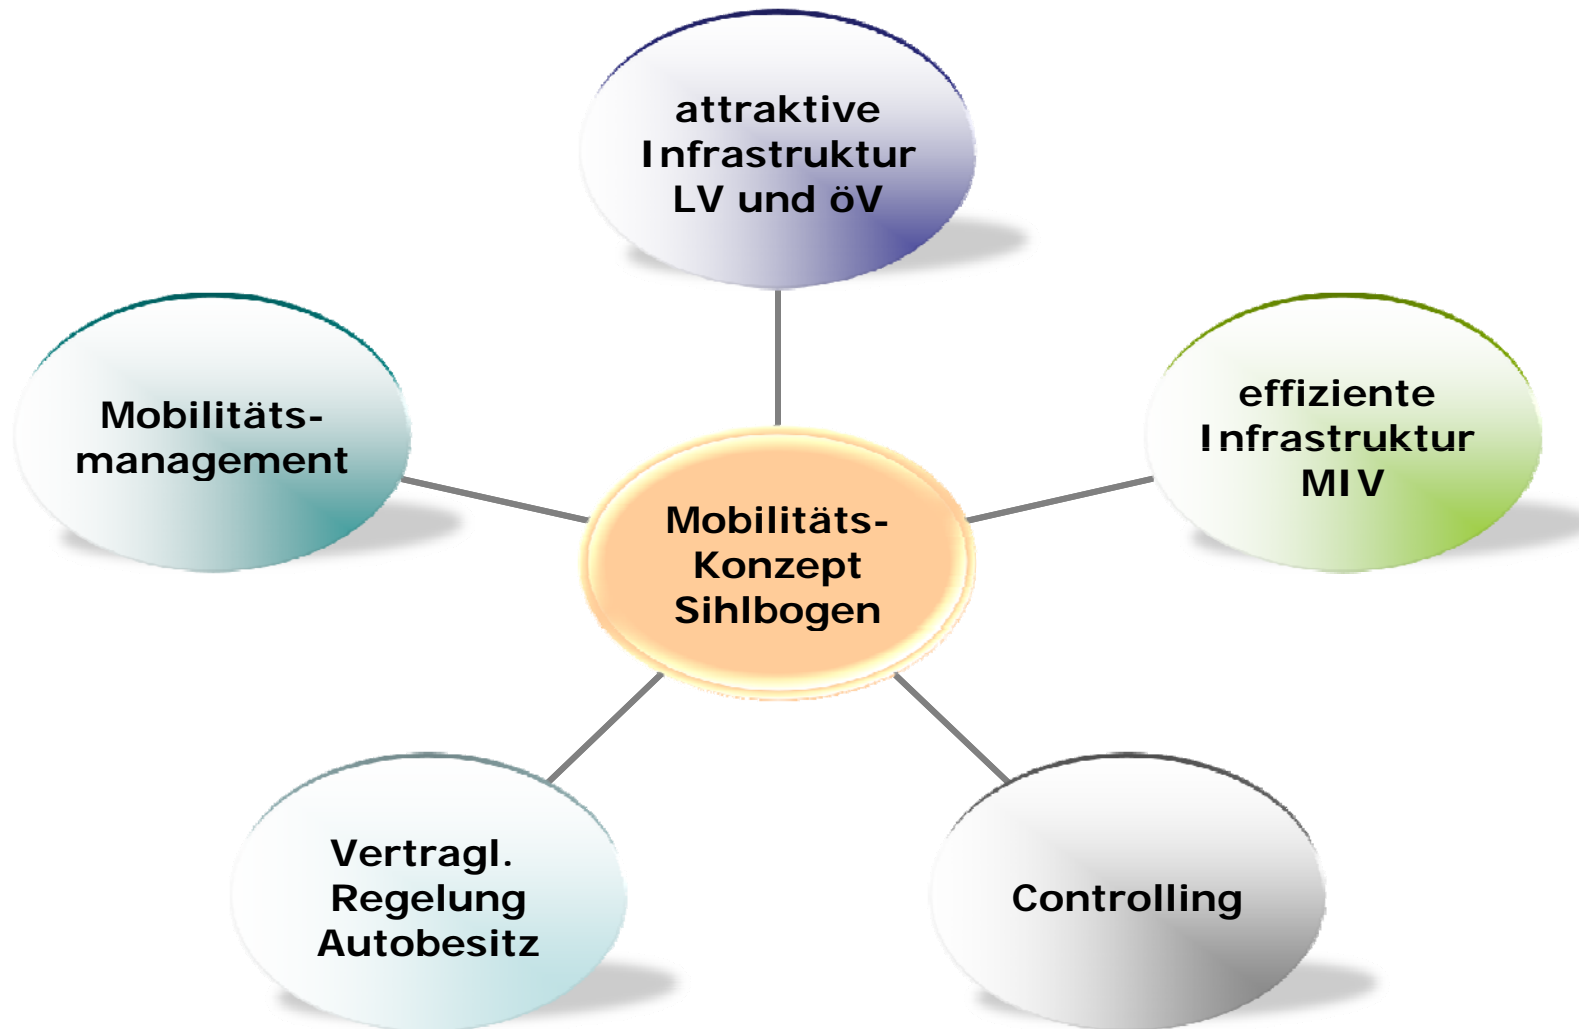 attraktive
Infrastruktur
LV und öV
Mobilitäts-
management
effiziente
Infrastruktur
MIV
Mobilitäts-
Konzept
Sihlbogen
Vertragl.
Regelung
Autobesitz
Controlling